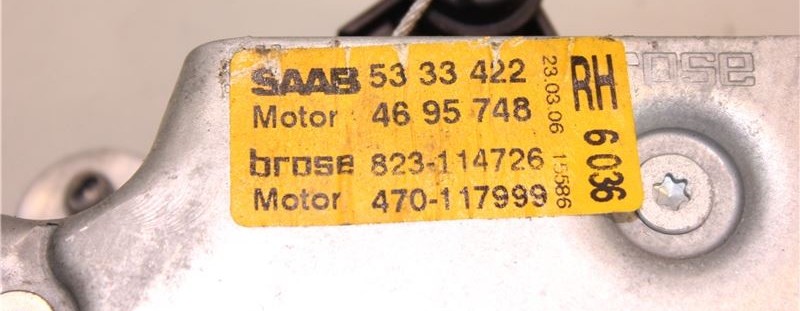 SAAB 53 33 422
Motor 46 95 748
brose 823-114726
Motor 470-117999
23.03.06 15586
RH 6 036
brose